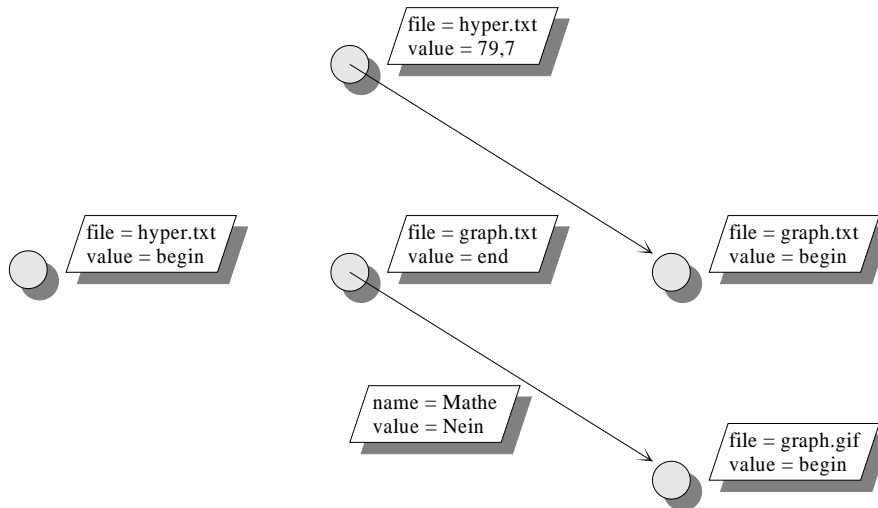 file = hyper.txt
value = 79,7
file = hyper.txt
value = begin
file = graph.txt
value = end
file = graph.txt
value = begin
name = Mathe
value = Nein
file = graph.gif
value = begin